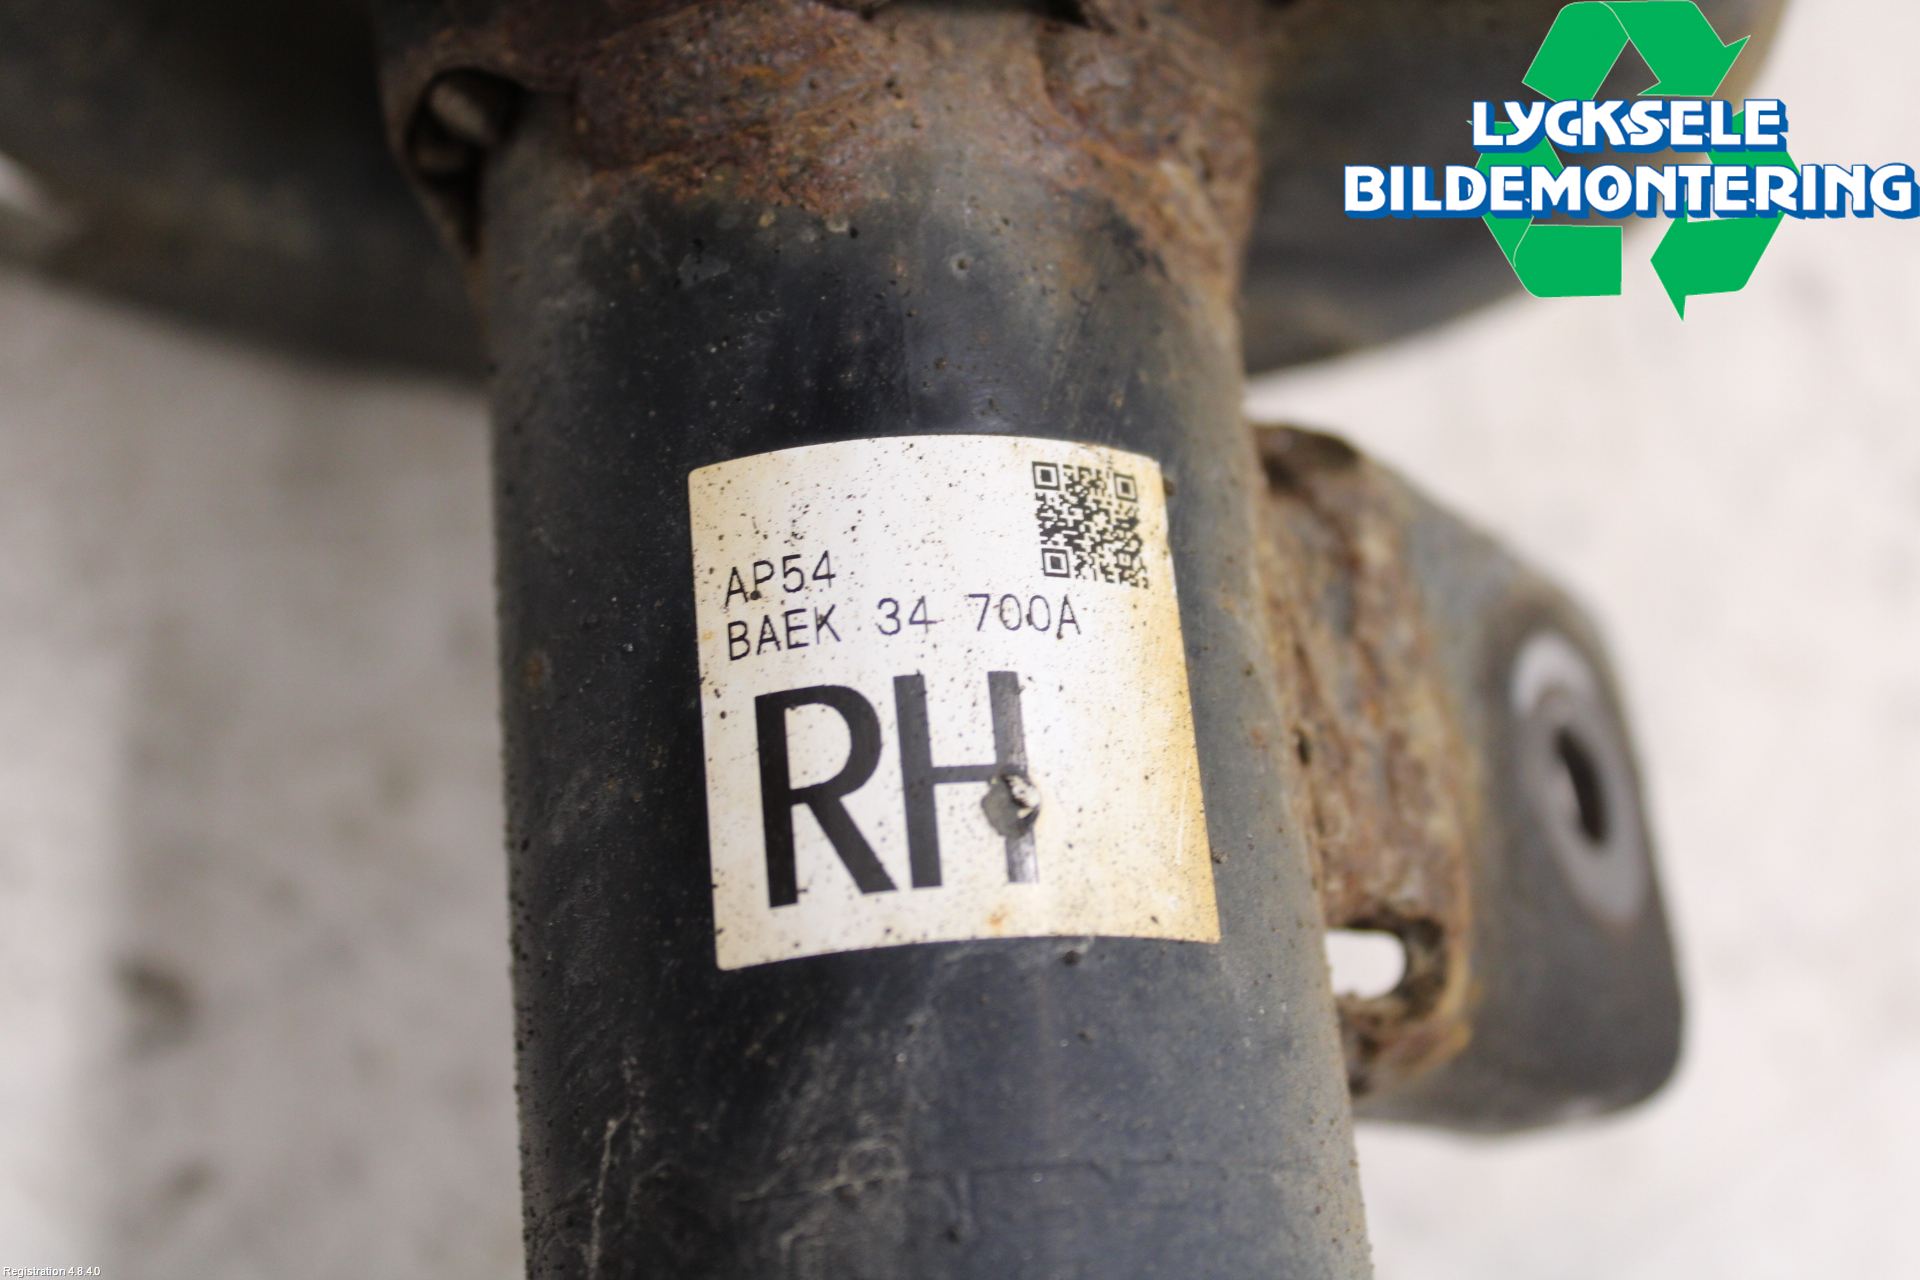 LYCKSELE
BILDEMONTERING
AP54
BAEK 34 700A
RH
Registration 4.8.4.0